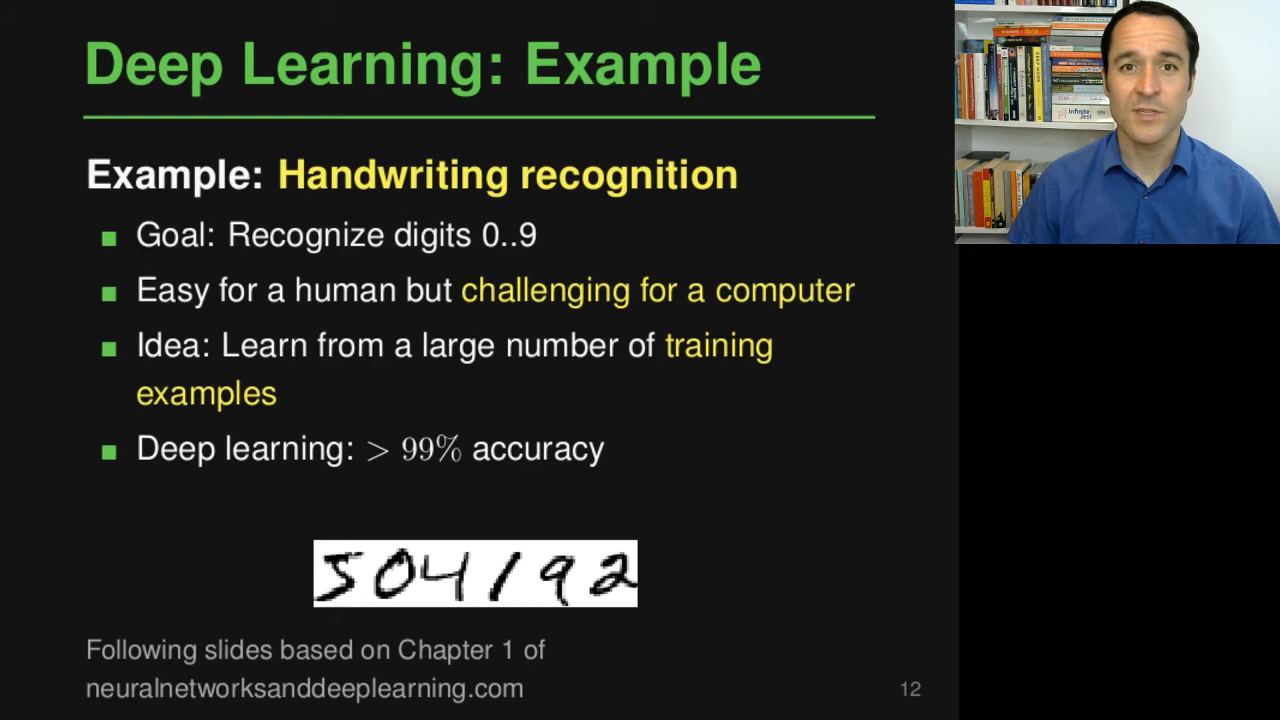 Deep Learning: Example
Example: Handwriting recognition
Goal: Recognize digits 0..9
Easy for a human but challenging for a computer
Idea: Learn from a large number of training
examples
Deep learning: > 99% accuracy
504192
Following slides based on Chapter 1 of
neuralnetworksanddeeplearning.com
12
Infinite
Jest